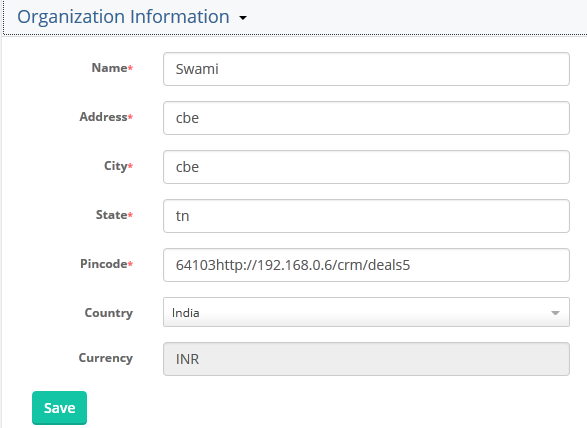 Organization Information
Name* Swami
Address* cbe
City* cbe
State* tn
Pincode* 64103http://192.168.0.6/crm/deals5
Country India
Currency INR
Save